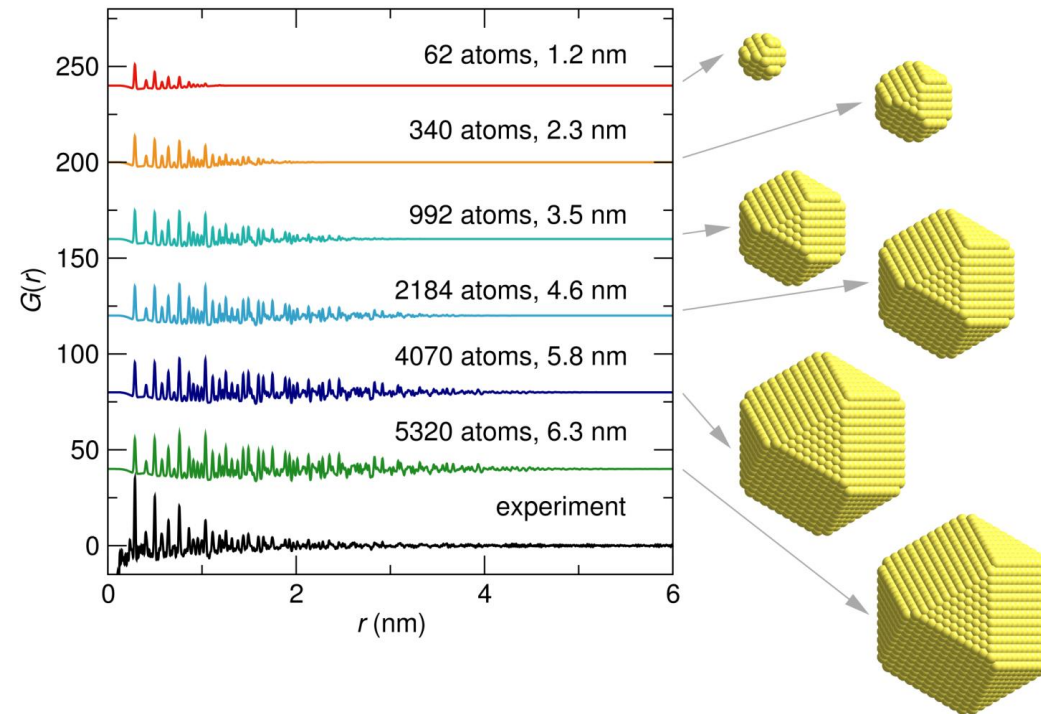 62 atoms, 1.2 nm
340 atoms, 2.3 nm
992 atoms, 3.5 nm
2184 atoms, 4.6 nm
4070 atoms, 5.8 nm
5320 atoms, 6.3 nm
experiment
G(r)
250
200
150
100
50
0
0
2
4
6
r (nm)